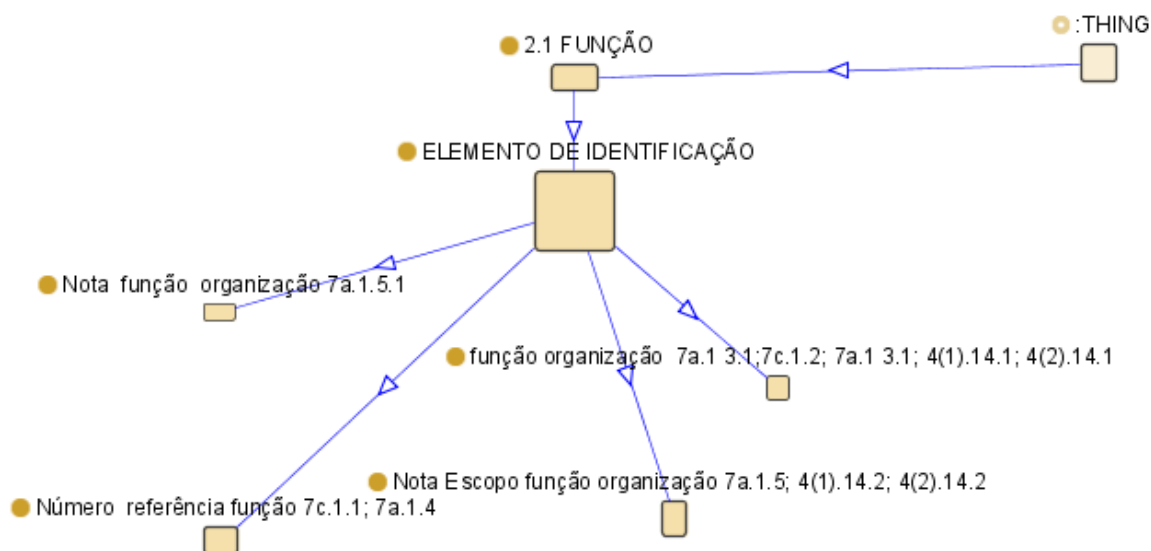 :THING
2.1 FUNÇÃO
ELEMENTO DE IDENTIFICAÇÃO
Nota função organização 7a.1.5.1
função organização 7a.1 3.1;7c.1.2; 7a.1 3.1; 4(1).14.1; 4(2).14.1
Nota Escopo função organização 7a.1.5; 4(1).14.2; 4(2).14.2
Número referência função 7c.1.1; 7a.1.4